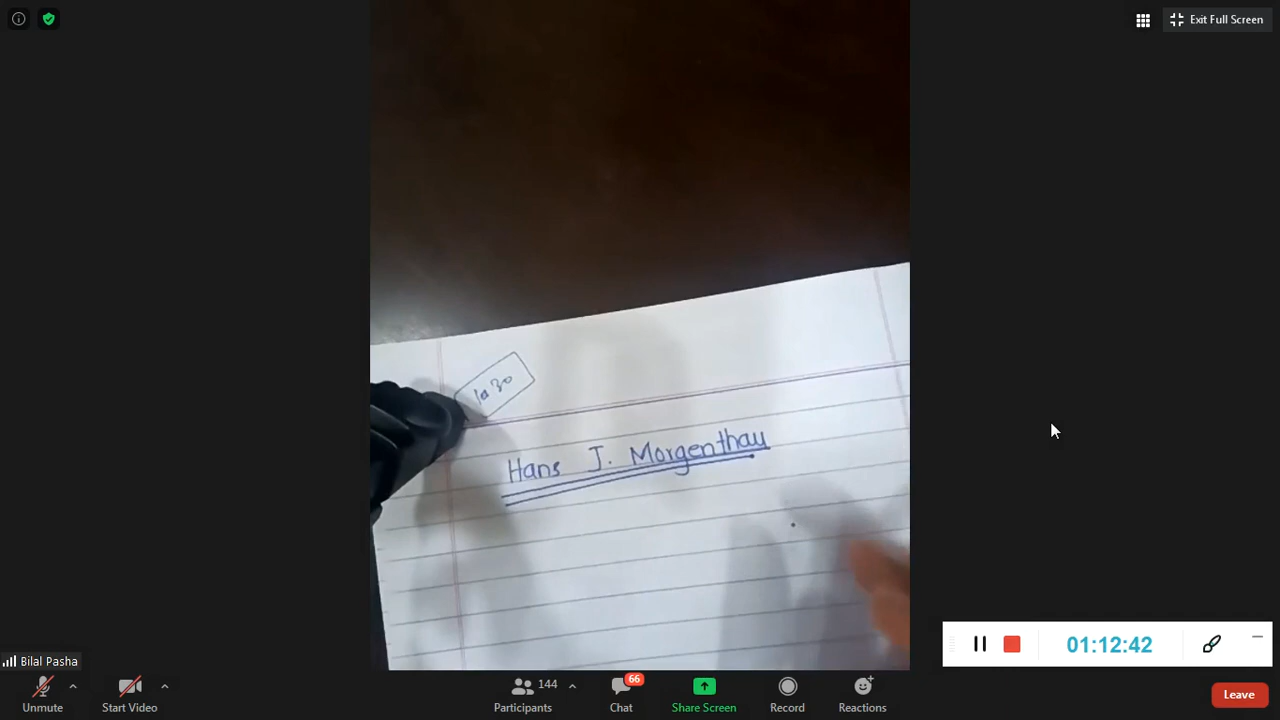 Exit Full Screen
Hans J. Morgenthau
01:12:42
Bilal Pasha
66
144
Unmute
Start Video
Participants
Chat
Share Screen
Record
Reactions
Leave